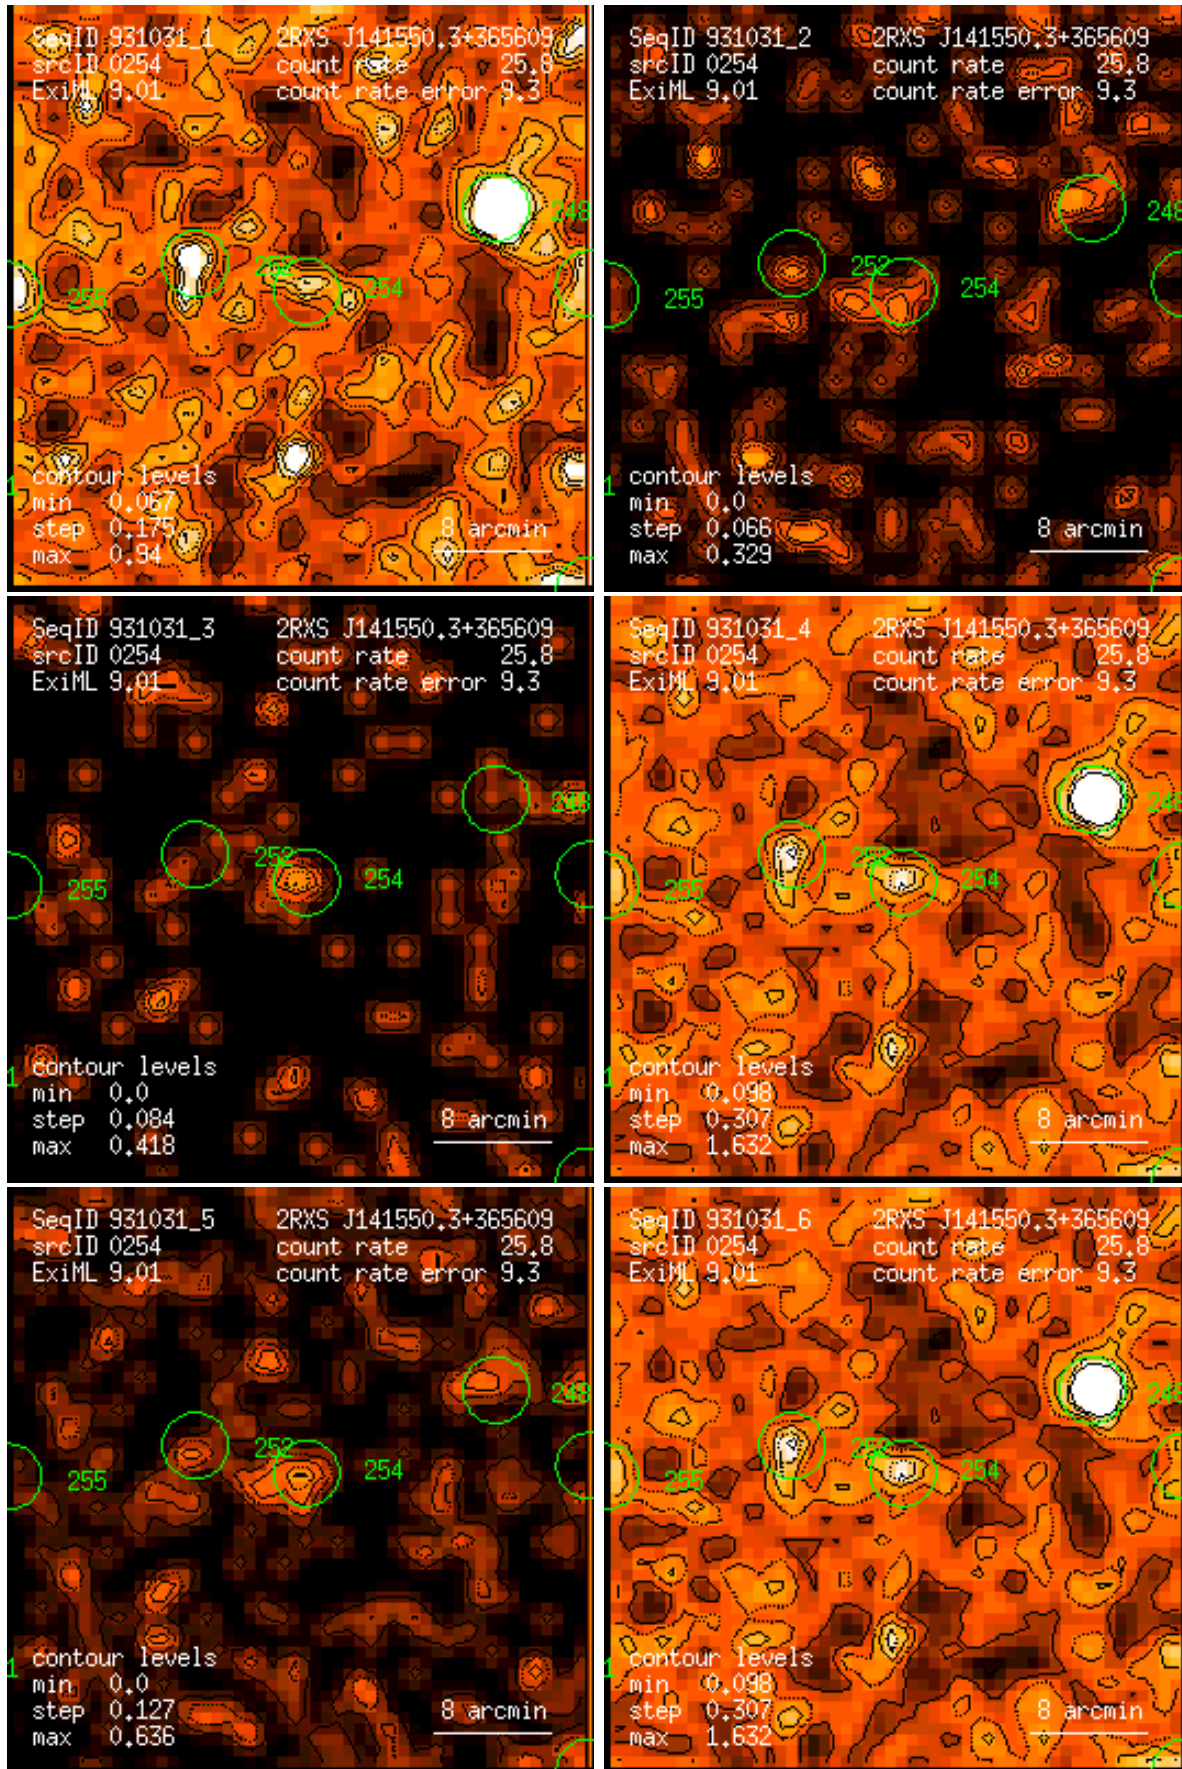 SeqID 931031_1 2RXS J141550.3+365609
srcID 0254 count rate 25.8
ExiML 9.01 count rate error 9.3
248
252
255 254
1
contour levels
min 0.067
step 0.175 8 arcmin
max 0.94
SeqID 931031_2 2RXS J141550.3+365609
srcID 0254 count rate 25.8
ExiML 9.01 count rate error 9.3
248
252
255 254
1
contour levels
min 0.0
step 0.066 8 arcmin
max 0.329
SeqID 931031_3 2RXS J141550.3+365609
srcID 0254 count rate 25.8
ExiML 9.01 count rate error 9.3
248
252
255 254
1
contour levels
min 0.0
step 0.084 8 arcmin
max 0.418
SeqID 931031_4 2RXS J141550.3+365609
srcID 0254 count rate 25.8
ExiML 9.01 count rate error 9.3
248
252
255 254
1
contour levels
min 0.098
step 0.307 8 arcmin
max 1.632
SeqID 931031_5 2RXS J141550.3+365609
srcID 0254 count rate 25.8
ExiML 9.01 count rate error 9.3
248
252
255 254
1
contour levels
min 0.0
step 0.127 8 arcmin
max 0.636
SeqID 931031_6 2RXS J141550.3+365609
srcID 0254 count rate 25.8
ExiML 9.01 count rate error 9.3
248
252
255 254
1
contour levels
min 0.098
step 0.307 8 arcmin
max 1.632